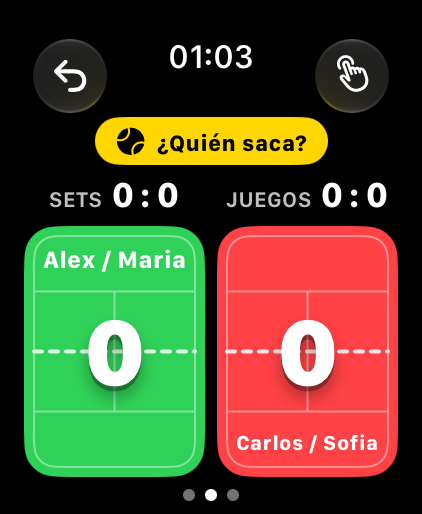 01:03
¿Quién saca?
SETS 0 : 0 JUEGOS 0 : 0
Alex / Maria
0 0
Carlos / Sofia